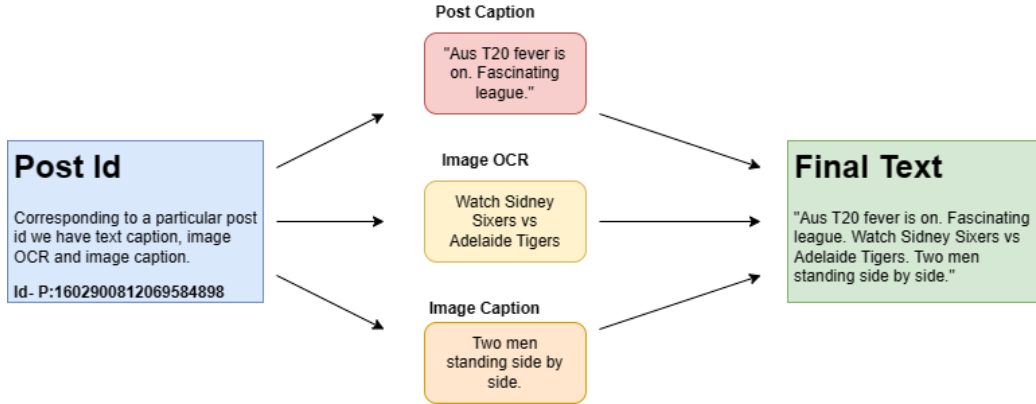 Post Caption
"Aus T20 fever is
on. Fascinating
league."
Post Id
Corresponding to a particular post
id we have text caption, image
OCR and image caption.
Id- P:1602900812069584898
Image OCR
Watch Sidney
Sixers vs
Adelaide Tigers
Image Caption
Two men
standing side by
side.
Final Text
"Aus T20 fever is on. Fascinating
league. Watch Sidney Sixers vs
Adelaide Tigers. Two men
standing side by side."